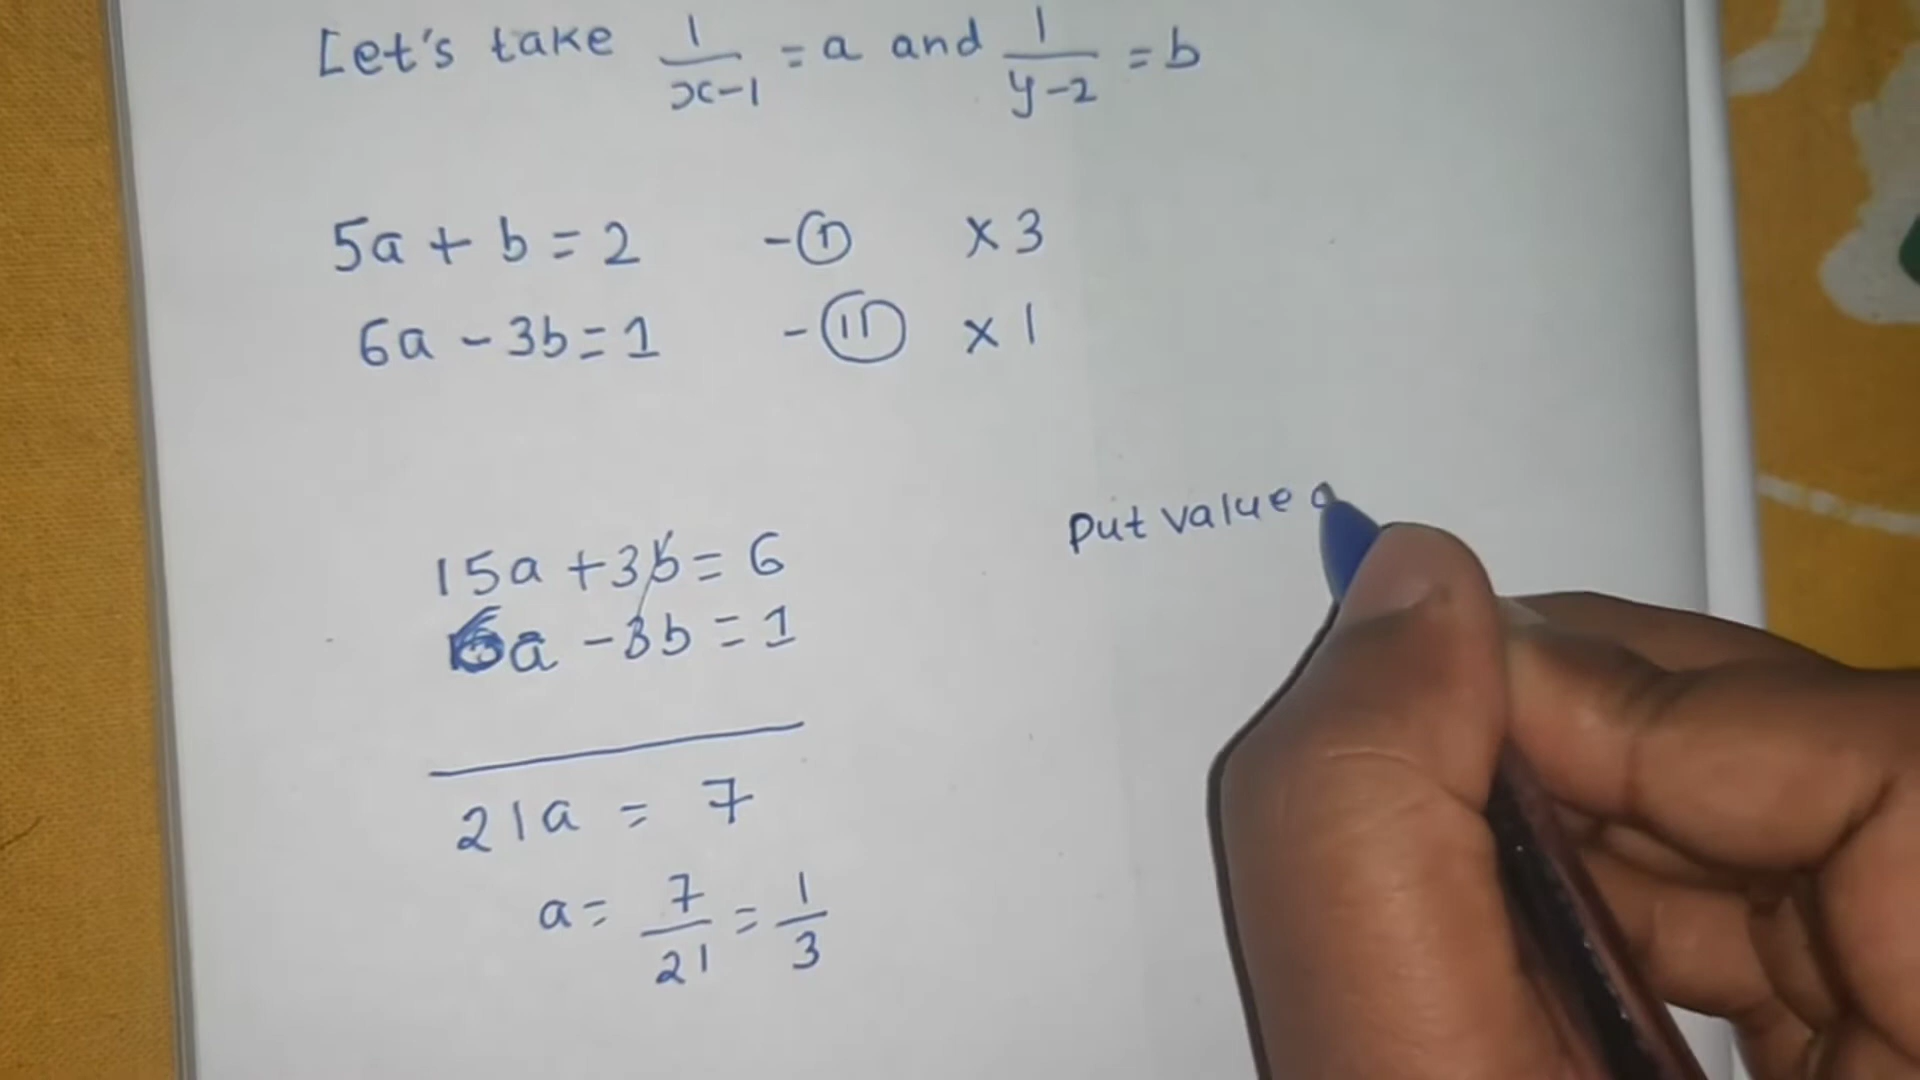 Let's take 1/x-1 = a and 1/y-2 = b
5a + b = 2 - (I) × 3
6a - 3b = 1 - (II) × 1
Put value
15a + 3b = 6
6a - 3b = 1
21a = 7
a = 7/21 = 1/3